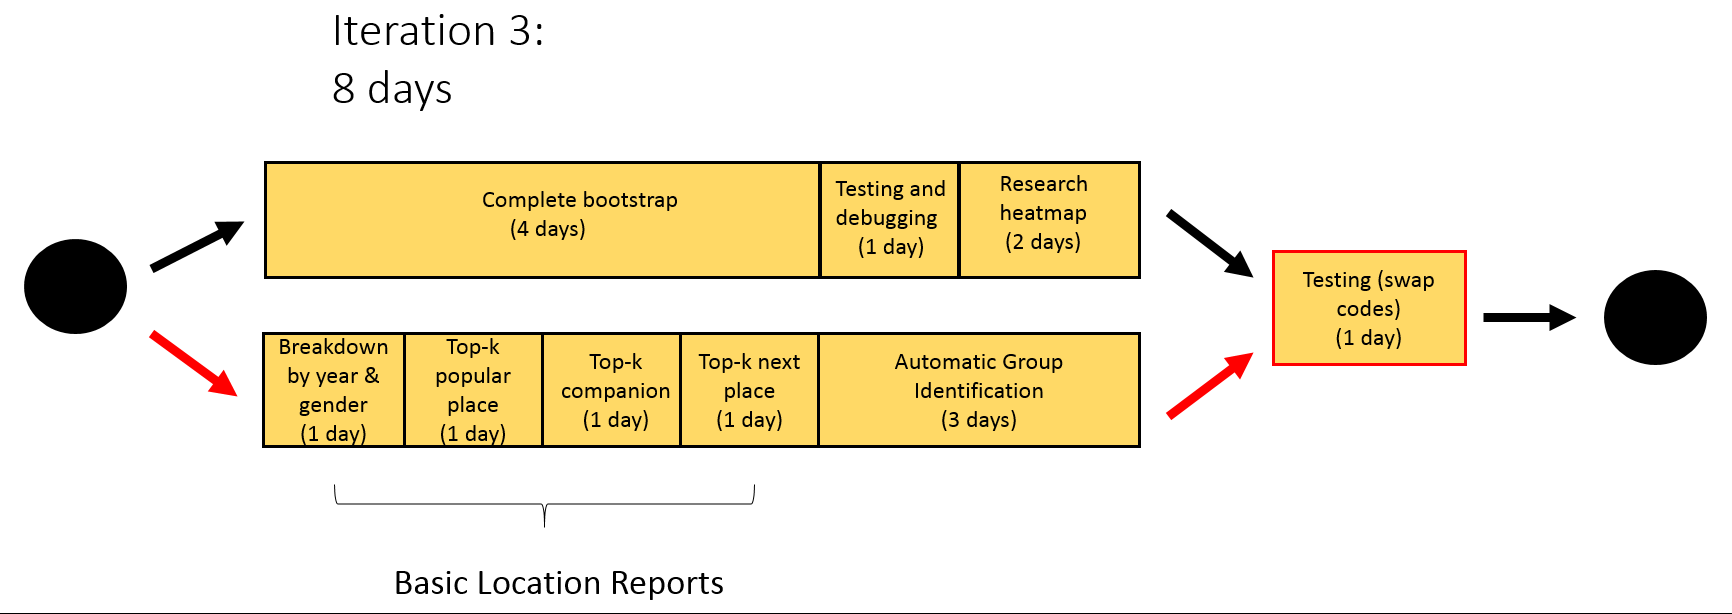 Iteration 3:
8 days
Complete bootstrap
(4 days)
Testing and
debugging
(1 day)
Research
heatmap
(2 days)
Testing (swap
codes)
(1 day)
Breakdown
by year &
gender
(1 day)
Top-k
popular
place
(1 day)
Top-k
companion
(1 day)
Top-k next
place
(1 day)
Automatic Group
Identification
(3 days)
Basic Location Reports